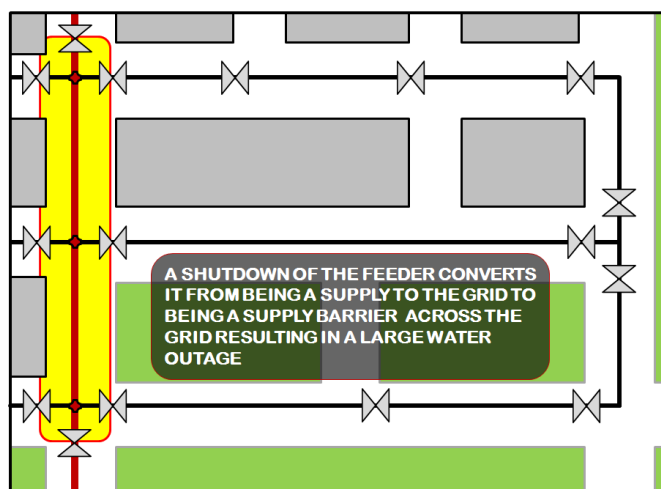 A SHUTDOWN OF THE FEEDER CONVERTS
IT FROM BEING A SUPPLY TO THE GRID TO
BEING A SUPPLY BARRIER ACROSS THE
GRID RESULTING IN A LARGE WATER
OUTAGE